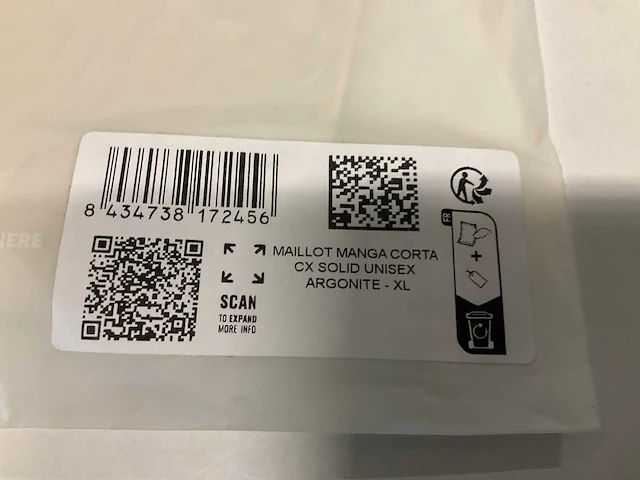 8 434738 172456
MAILLOT MANGA CORTA
CX SOLID UNISEX
ARGONITE - XL
SCAN
TO EXPAND
MORE INFO
FR
+